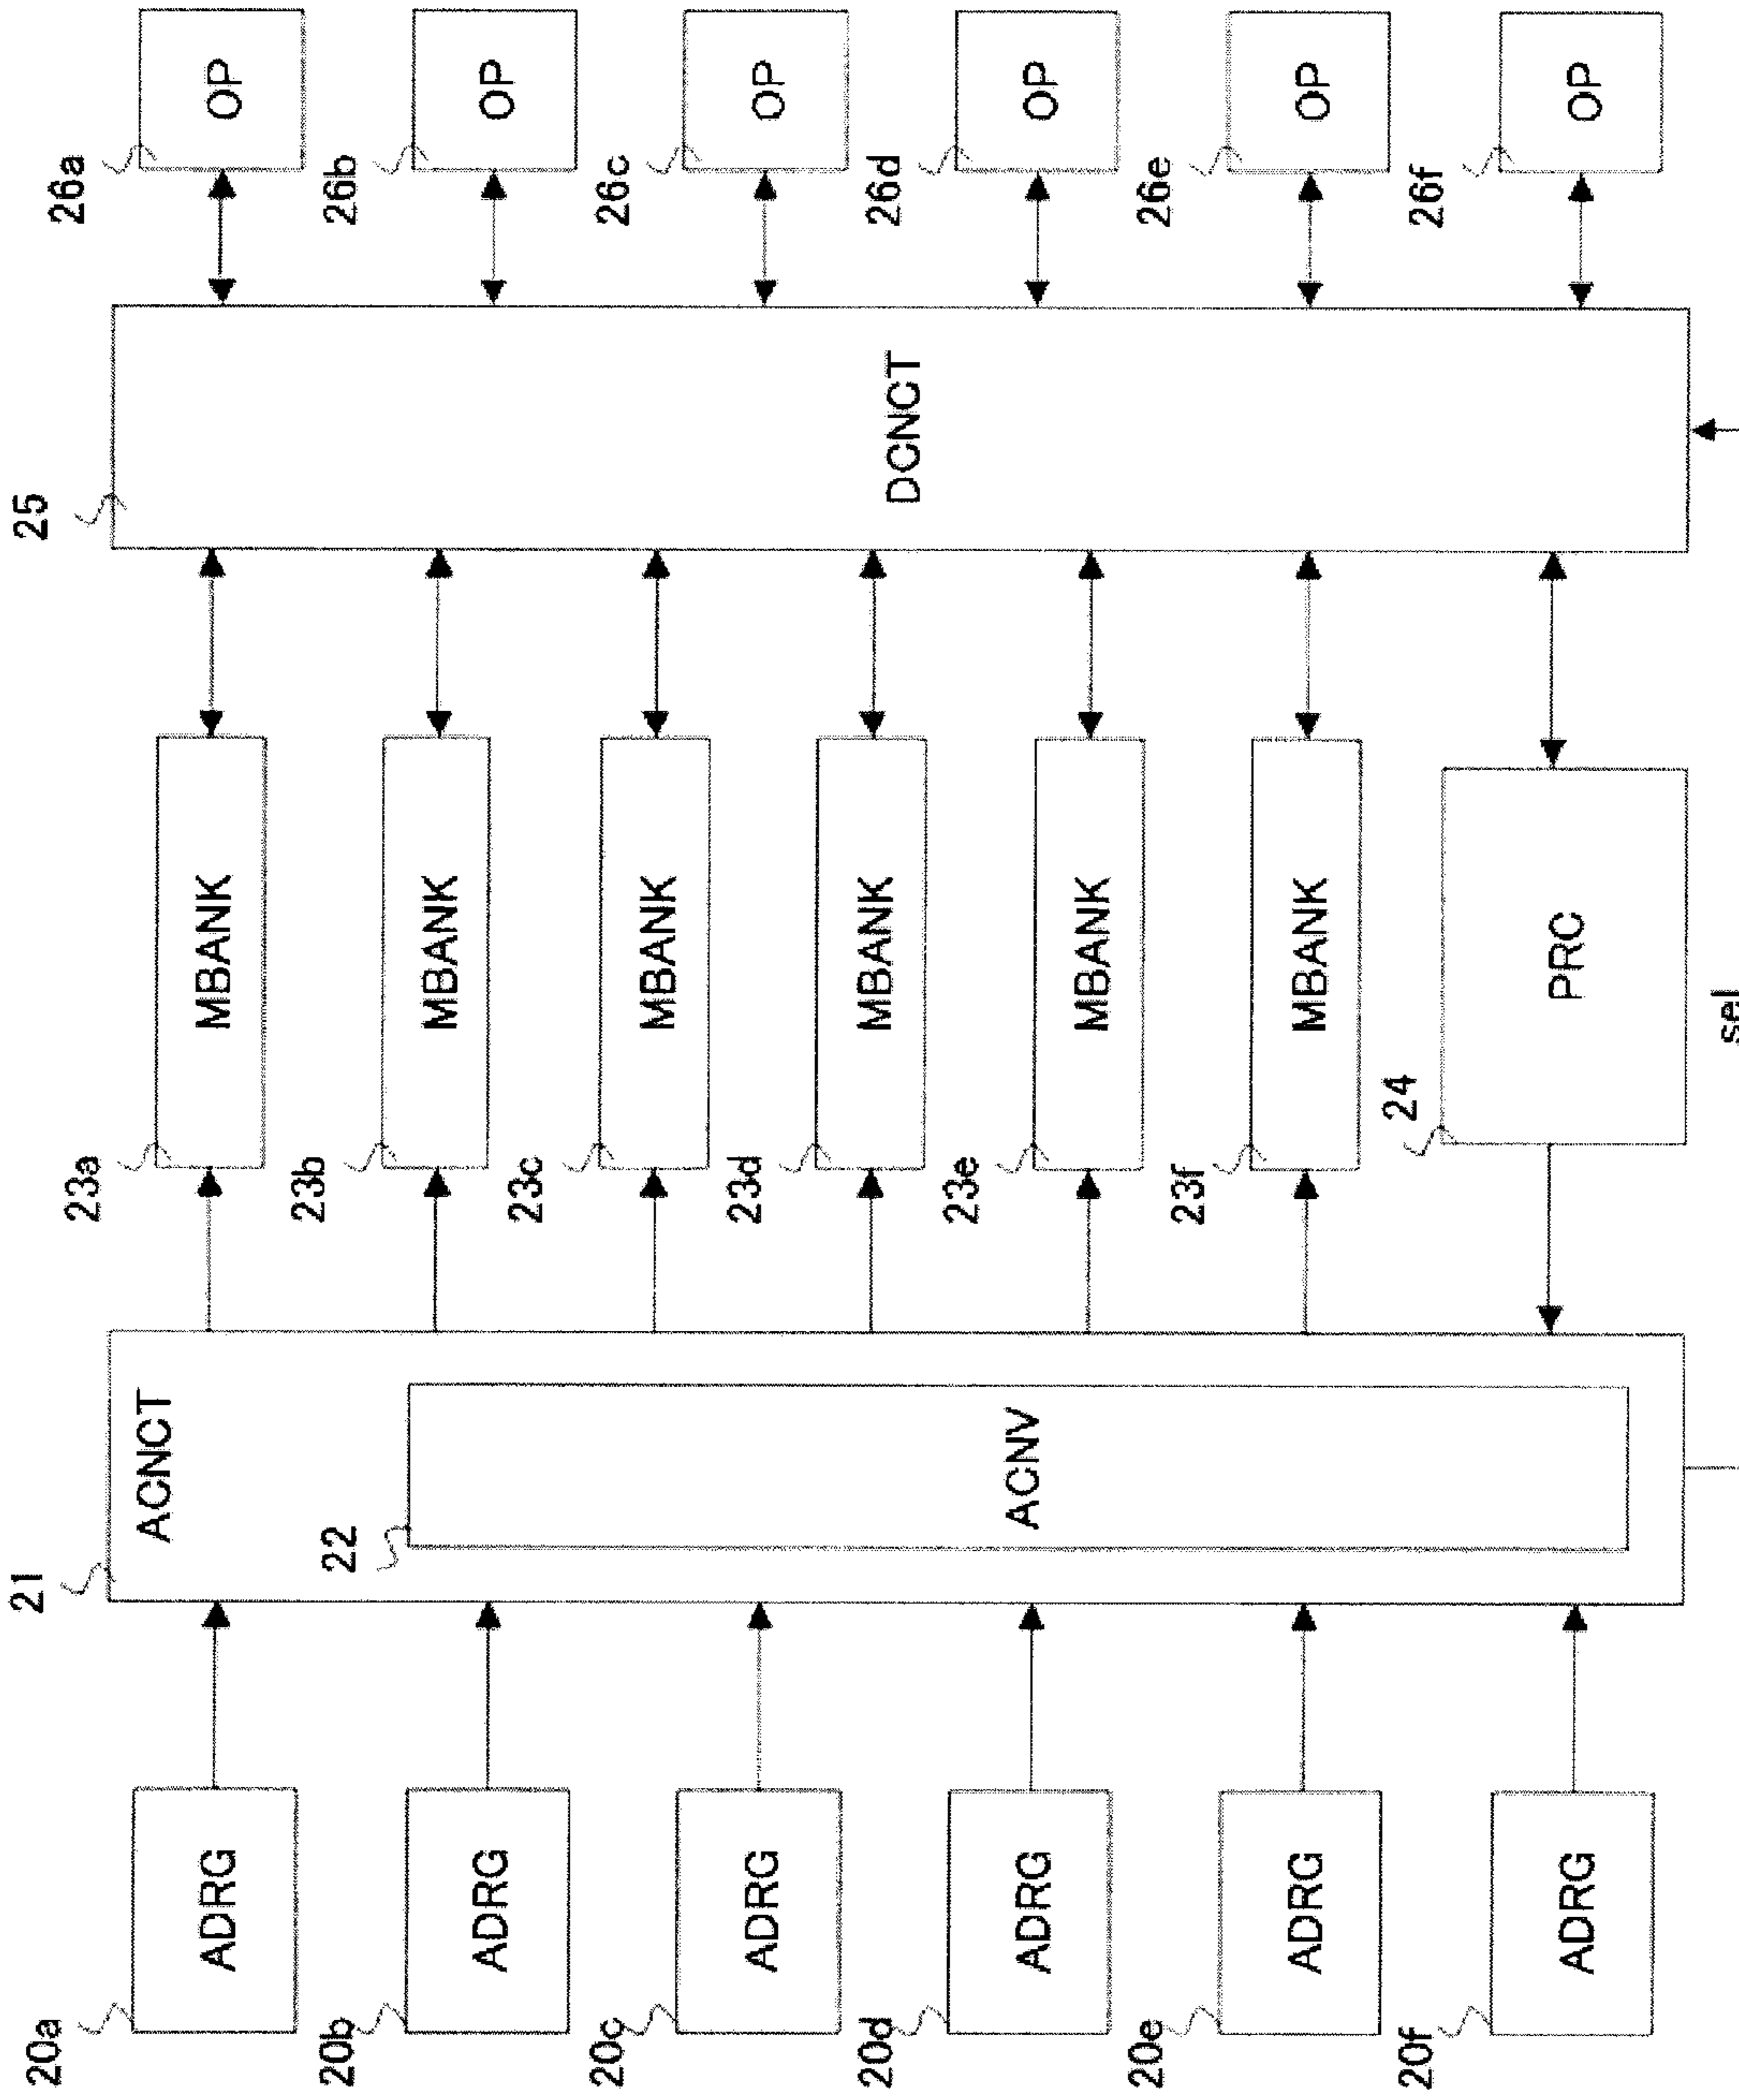 20a
ADRG
20b
ADRG
20c
ADRG
20d
ADRG
20e
ADRG
20f
ADRG
21
ACNCT
22
ACNV
23a
MBANK
23b
MBANK
23c
MBANK
23d
MBANK
23e
MBANK
23f
MBANK
24
PRC
sel
25
DCNCT
26a
OP
26b
OP
26c
OP
26d
OP
26e
OP
26f
OP